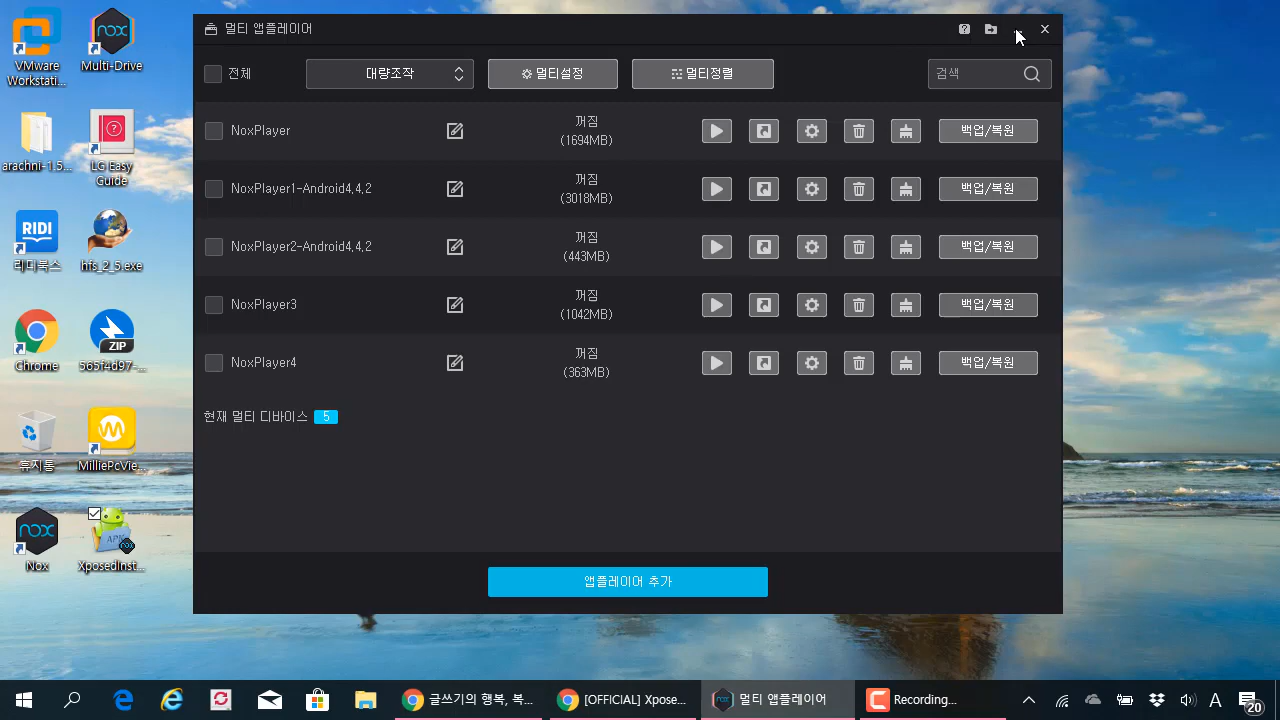 VMware
Workstati...
nox
Multi-Drive
arachni-1.5...
LG Easy
Guide
RIDI
리디북스
hfs_2_5.exe
Chrome
ZIP
565f4d97-...
휴지통
MilliePcVie...
nox
Nox
APK
XposedInst...
멀티 앱플레이어
전체
대량조작
멀티설정
멀티정렬
검색
NoxPlayer
꺼짐
(1694MB)
백업/복원
NoxPlayer1-Android4.4.2
꺼짐
(3018MB)
백업/복원
NoxPlayer2-Android4.4.2
꺼짐
(443MB)
백업/복원
NoxPlayer3
꺼짐
(1042MB)
백업/복원
NoxPlayer4
꺼짐
(363MB)
백업/복원
현재 멀티 디바이스 5
앱플레이어 추가
글쓰기의 행복, 복...
[OFFICIAL] Xpose...
멀티 앱플레이어
Recording...
A
20